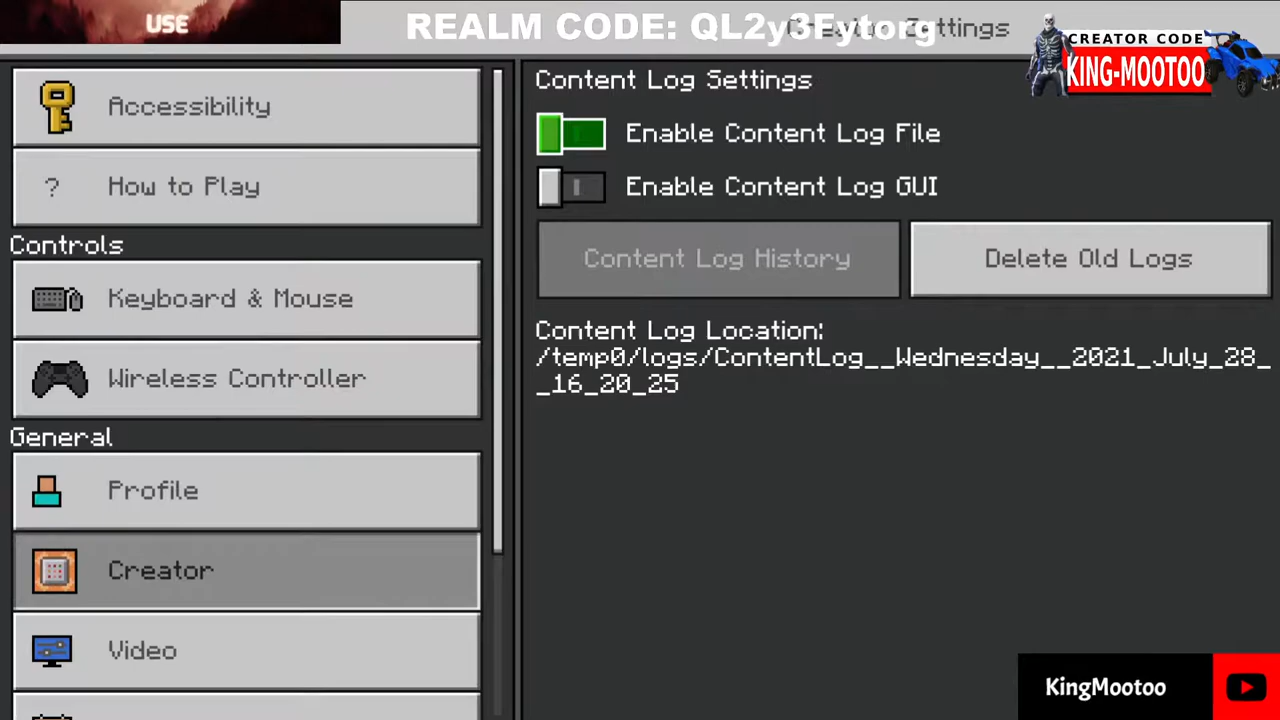 USE
REALM CODE: QL2y3Fytorg
Settings
CREATOR CODE
KING-MOOTOO
Accessibility
? How to Play
Controls
Keyboard & Mouse
Wireless Controller
General
Profile
Creator
Video
Content Log Settings
Enable Content Log File
Enable Content Log GUI
Content Log History
Delete Old Logs
Content Log Location:
/temp0/logs/ContentLog__Wednesday__2021_July_28_
_16_20_25
KingMootoo